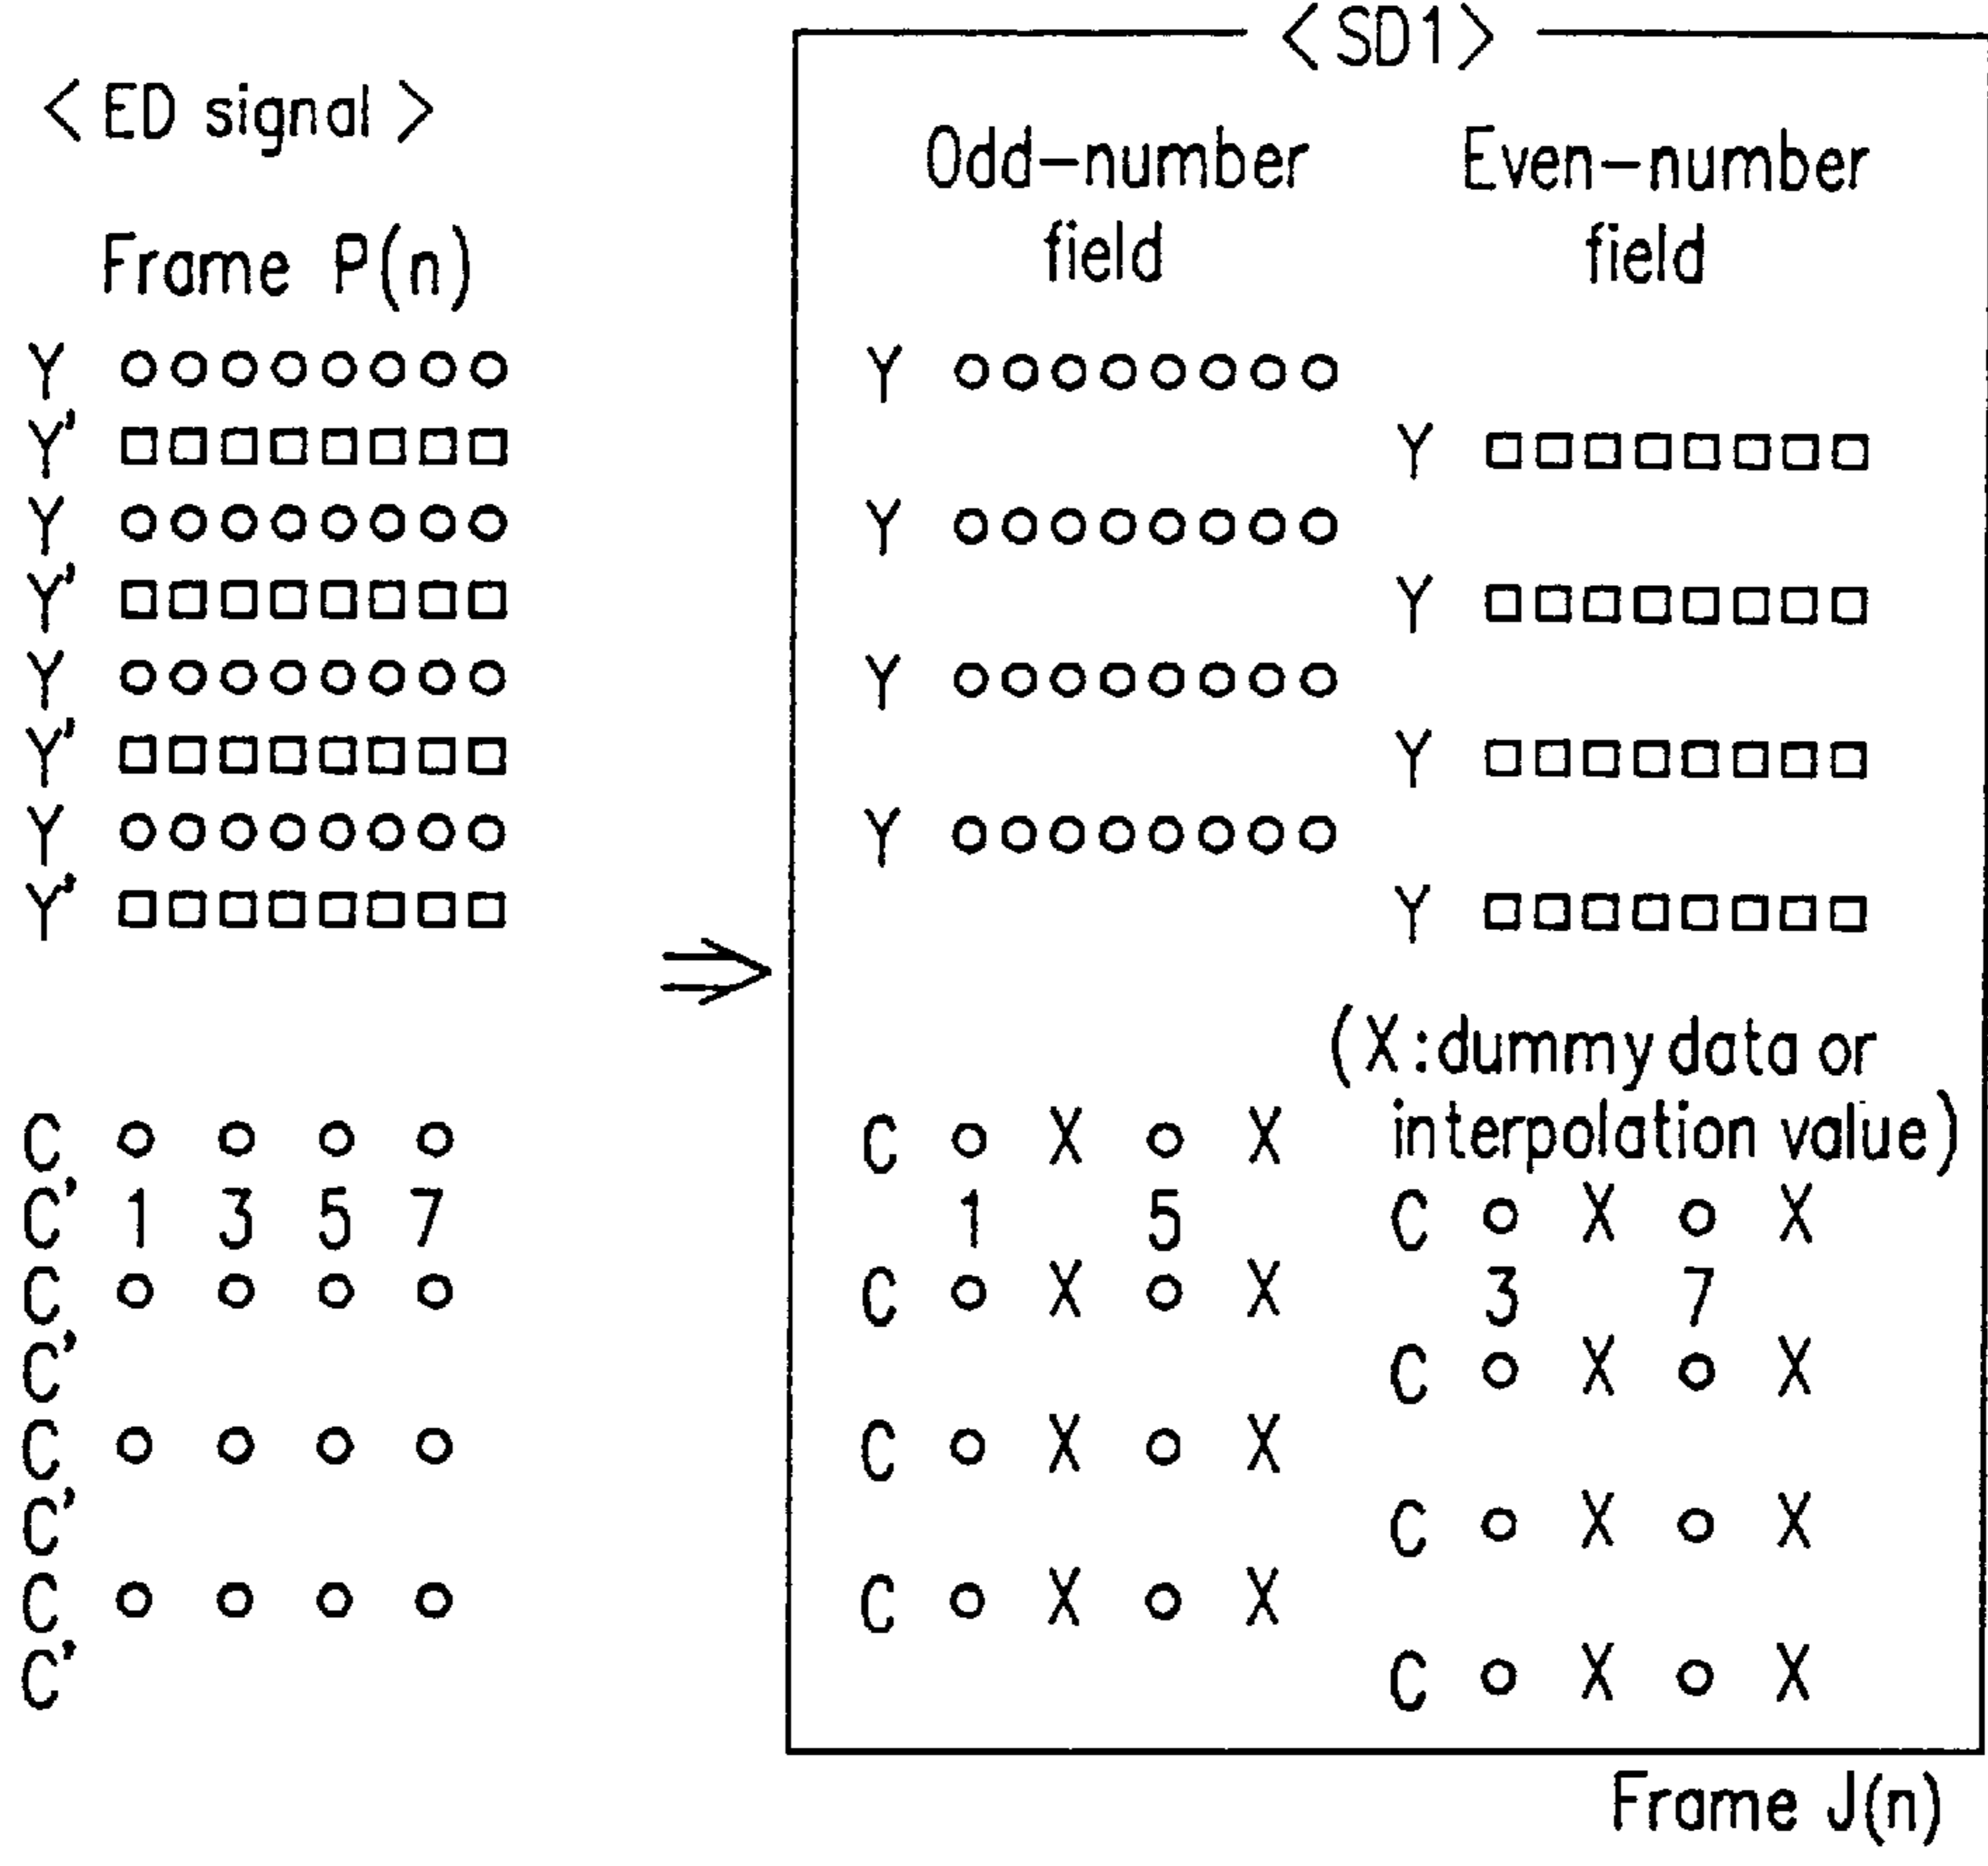 <SD1>
<ED signal>
Frame P(n)
Odd-number
field
Even-number
field
Y
Y'
Y
Y'
Y
Y'
Y
Y'
Y
Y
Y
Y
Y
Y
Y
Y
(X:dummy data or
interpolation value)
C
C' 1 3 5 7
C
C'
C
C'
C
C'
C X X
1 5
C X X
C X X
C X X
C X X
3 7
C X X
C X X
C X X
Frame J(n)